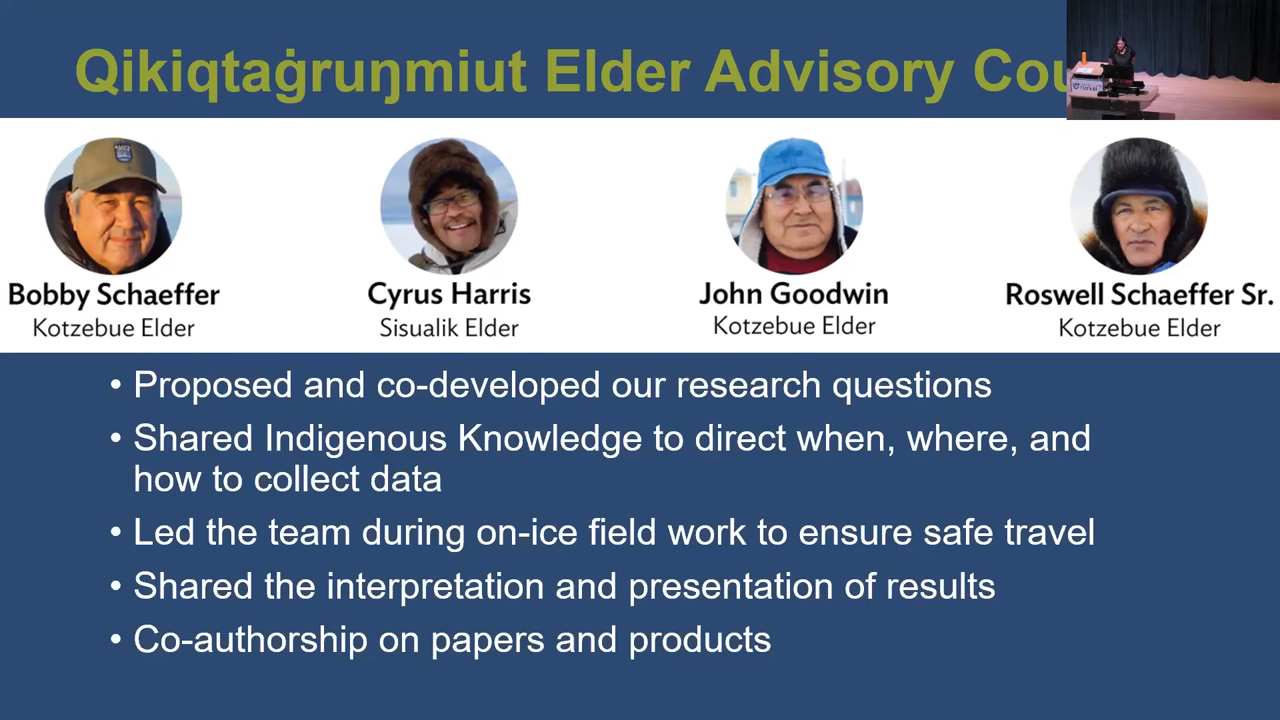 Qikiqtaġruŋmiut Elder Advisory Cou
Bobby Schaeffer
Kotzebue Elder
Cyrus Harris
Sisualik Elder
John Goodwin
Kotzebue Elder
Roswell Schaeffer Sr.
Kotzebue Elder
• Proposed and co-developed our research questions
• Shared Indigenous Knowledge to direct when, where, and
how to collect data
• Led the team during on-ice field work to ensure safe travel
• Shared the interpretation and presentation of results
• Co-authorship on papers and products